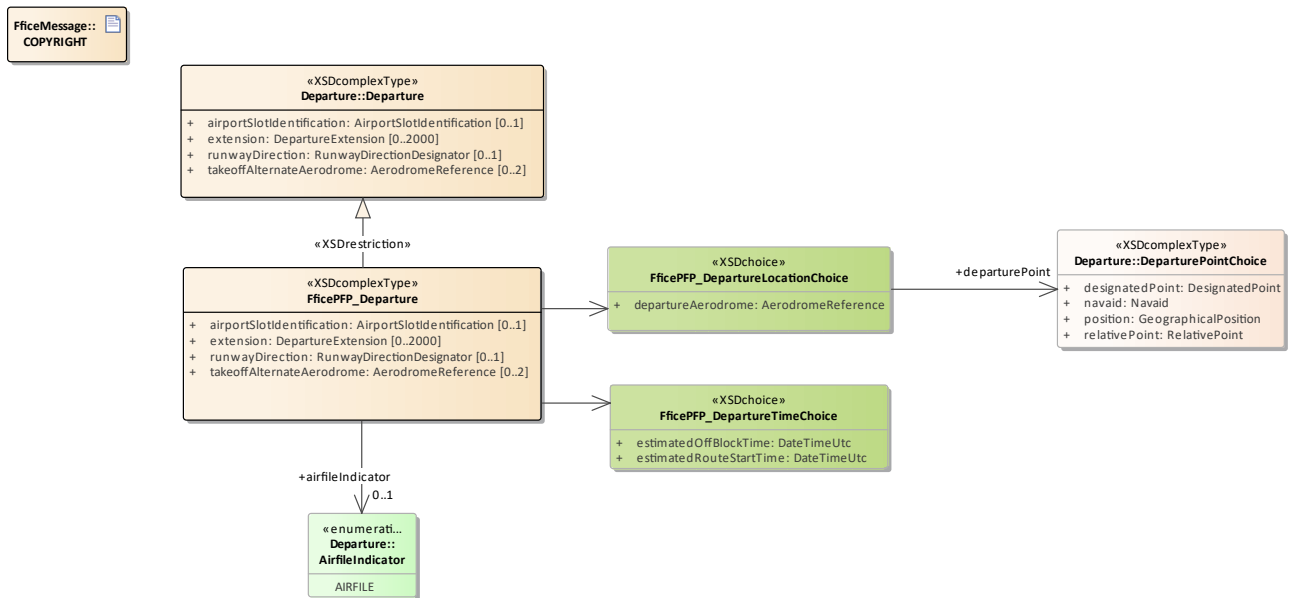 FficeMessage::
COPYRIGHT
«XSDcomplexType»
Departure::Departure
+ airportSlotIdentification: AirportSlotIdentification [0..1]
+ extension: DepartureExtension [0..2000]
+ runwayDirection: RunwayDirectionDesignator [0..1]
+ takeoffAlternateAerodrome: AerodromeReference [0..2]
«XSDrestriction»
«XSDcomplexType»
FficePFP_Departure
+ airportSlotIdentification: AirportSlotIdentification [0..1]
+ extension: DepartureExtension [0..2000]
+ runwayDirection: RunwayDirectionDesignator [0..1]
+ takeoffAlternateAerodrome: AerodromeReference [0..2]
«XSDchoice»
FficePFP_DepartureLocationChoice
+ departureAerodrome: AerodromeReference
+departurePoint
«XSDcomplexType»
Departure::DeparturePointChoice
+ designatedPoint: DesignatedPoint
+ navaid: Navaid
+ position: GeographicalPosition
+ relativePoint: RelativePoint
«XSDchoice»
FficePFP_DepartureTimeChoice
+ estimatedOffBlockTime: DateTimeUtc
+ estimatedRouteStartTime: DateTimeUtc
+airfileIndicator
0..1
«enumerati...
Departure::
AirfileIndicator
AIRFILE